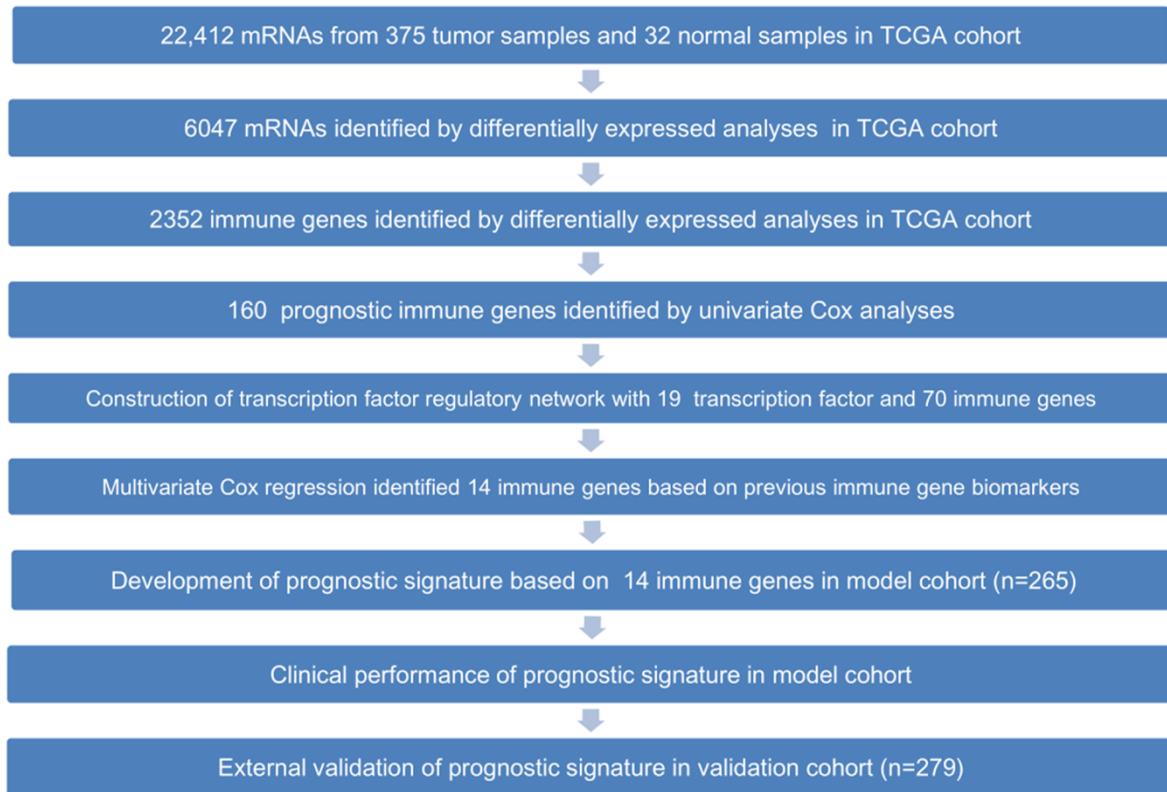 22,412 mRNAs from 375 tumor samples and 32 normal samples in TCGA cohort
6047 mRNAs identified by differentially expressed analyses in TCGA cohort
2352 immune genes identified by differentially expressed analyses in TCGA cohort
160 prognostic immune genes identified by univariate Cox analyses
Construction of transcription factor regulatory network with 19 transcription factor and 70 immune genes
Multivariate Cox regression identified 14 immune genes based on previous immune gene biomarkers
Development of prognostic signature based on 14 immune genes in model cohort (n=265)
Clinical performance of prognostic signature in model cohort
External validation of prognostic signature in validation cohort (n=279)